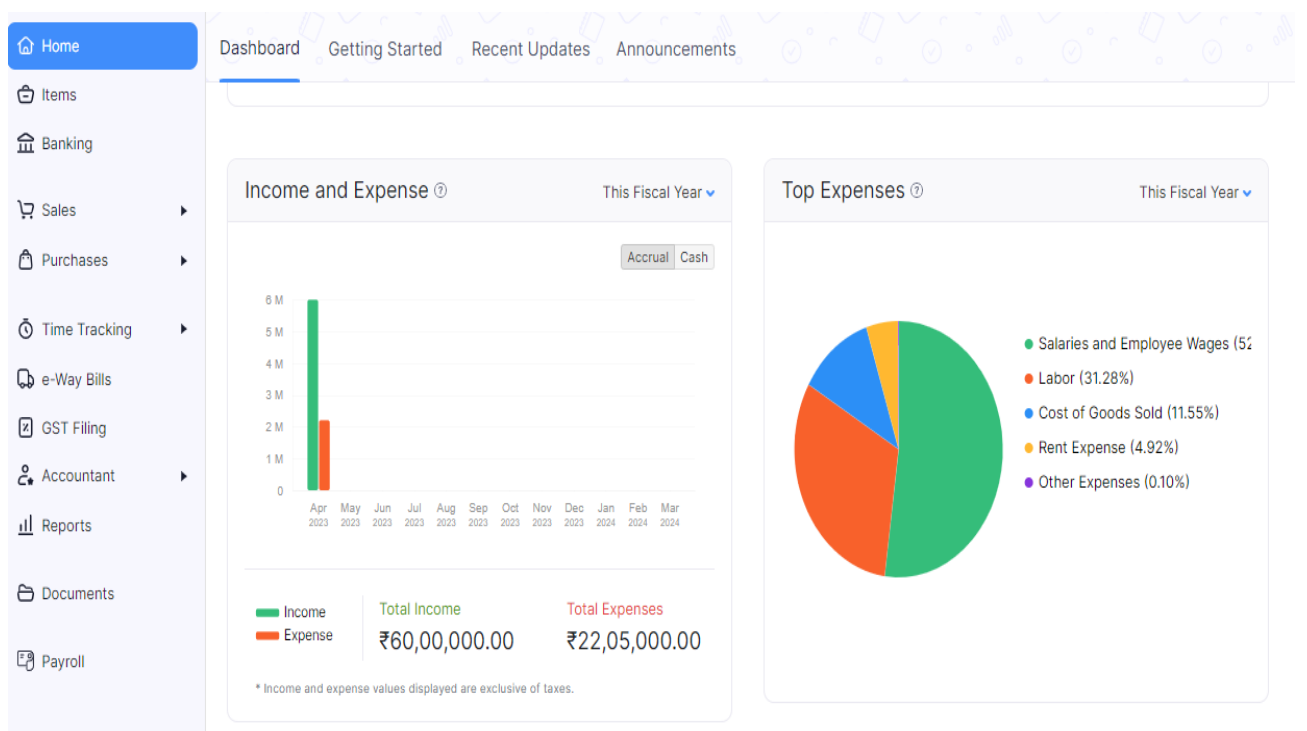 Home
Items
Banking
Sales
Purchases
Time Tracking
e-Way Bills
GST Filing
Accountant
Reports
Documents
Payroll
Dashboard Getting Started Recent Updates Announcements
Income and Expense ? This Fiscal Year
Accrual Cash
6 M
5 M
4 M
3 M
2 M
1 M
0
Apr May Jun Jul Aug Sep Oct Nov Dec Jan Feb Mar
2023 2023 2023 2023 2023 2023 2023 2023 2023 2024 2024 2024
Income
Expense
Total Income
₹60,00,000.00
Total Expenses
₹22,05,000.00
* Income and expense values displayed are exclusive of taxes.
Top Expenses ? This Fiscal Year
Salaries and Employee Wages (52
Labor (31.28%)
Cost of Goods Sold (11.55%)
Rent Expense (4.92%)
Other Expenses (0.10%)